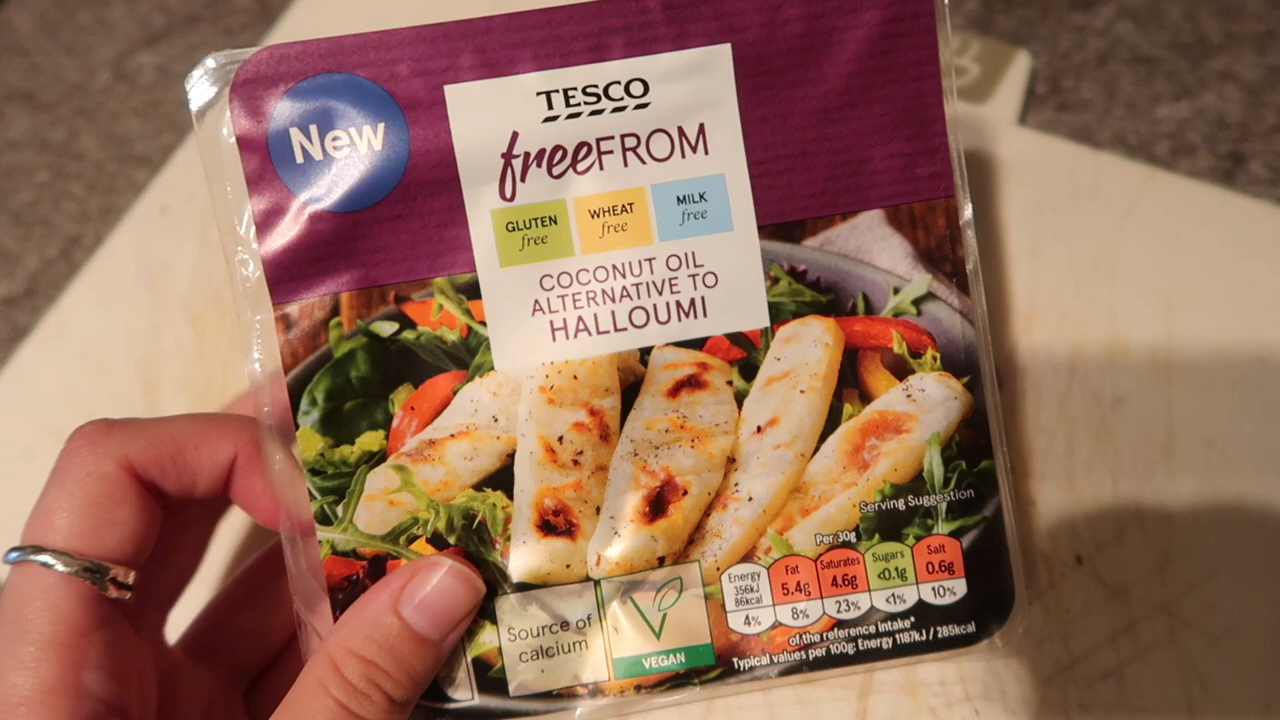 New
TESCO
freeFROM
GLUTEN
free
WHEAT
free
MILK
free
COCONUT OIL
ALTERNATIVE TO
HALLOUMI
Serving Suggestion
Source of
calcium
VEGAN
Per 30g
Energy
356kJ
86kcal
4%
Fat
5.4g
8%
Saturates
4.6g
23%
Sugars
<0.1g
<1%
Salt
0.6g
10%
of the reference intake*
Typical values per 100g: Energy 1187kJ / 285kcal